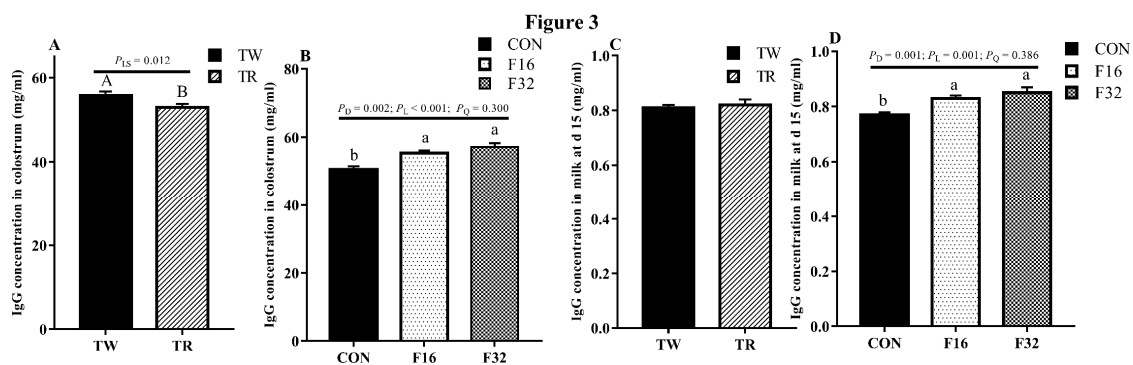 Figure 3
A
TW
TR
P_LS = 0.012
A
B
IgG concentration in colostrum (mg/ml)
60
40
20
0
TW
TR
B
CON
F16
F32
P_D = 0.002; P_L < 0.001; P_Q = 0.300
b
a
a
IgG concentration in colostrum (mg/ml)
80
60
40
20
0
CON
F16
F32
C
TW
TR
IgG concentration in milk at d 15 (mg/ml)
1.0
0.8
0.6
0.4
0.2
0.0
TW
TR
D
CON
F16
F32
P_D = 0.001; P_L = 0.001; P_Q = 0.386
b
a
a
IgG concentration in milk at d 15 (mg/ml)
1.0
0.8
0.6
0.4
0.2
0.0
CON
F16
F32